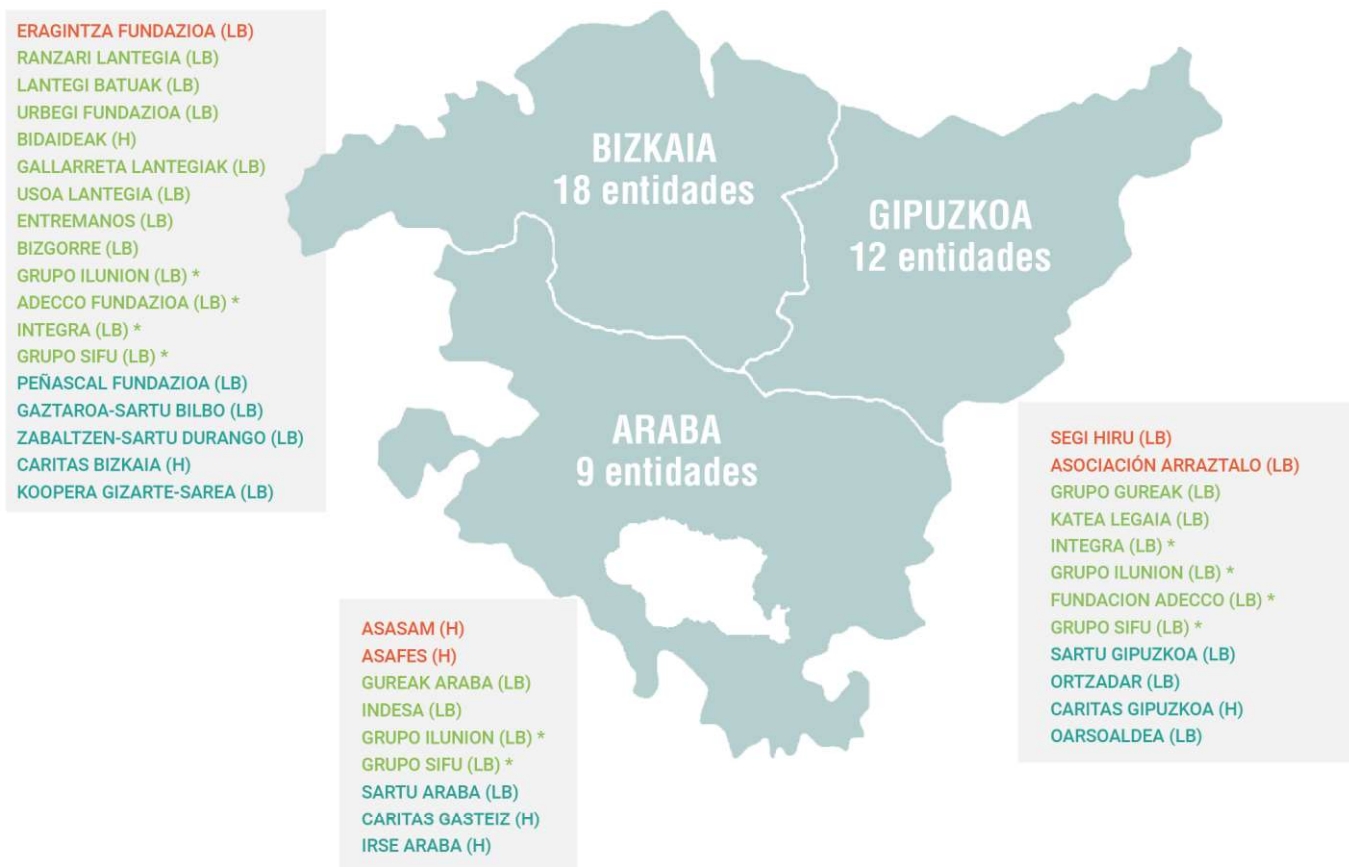 ERAGINTZA FUNDAZIOA (LB)
RANZARI LANTEGIA (LB)
LANTEGI BATUAK (LB)
URBEGI FUNDAZIOA (LB)
BIDAIDEAK (H)
GALLARRETA LANTEGIAK (LB)
USOA LANTEGIA (LB)
ENTREMANOS (LB)
BIZGORRE (LB)
GRUPO ILUNION (LB) *
ADECCO FUNDAZIOA (LB) *
INTEGRA (LB) *
GRUPO SIFU (LB) *
PEÑASCAL FUNDAZIOA (LB)
GAZTAROA-SARTU BILBO (LB)
ZABALTZEN-SARTU DURANGO (LB)
CARITAS BIZKAIA (H)
KOOPERA GIZARTE-SAREA (LB)
BIZKAIA
18 entidades
GIPUZKOA
12 entidades
ARABA
9 entidades
SEGI HIRU (LB)
ASOCIACIÓN ARRAZTALO (LB)
GRUPO GUREAK (LB)
KATEA LEGAIA (LB)
INTEGRA (LB) *
GRUPO ILUNION (LB) *
FUNDACION ADECCO (LB) *
GRUPO SIFU (LB) *
SARTU GIPUZKOA (LB)
ORTZADAR (LB)
CARITAS GIPUZKOA (H)
OARSOALDEA (LB)
ASASAM (H)
ASAFES (H)
GUREAK ARABA (LB)
INDESA (LB)
GRUPO ILUNION (LB) *
GRUPO SIFU (LB) *
SARTU ARABA (LB)
CARITAS GASTEIZ (H)
IRSE ARABA (H)